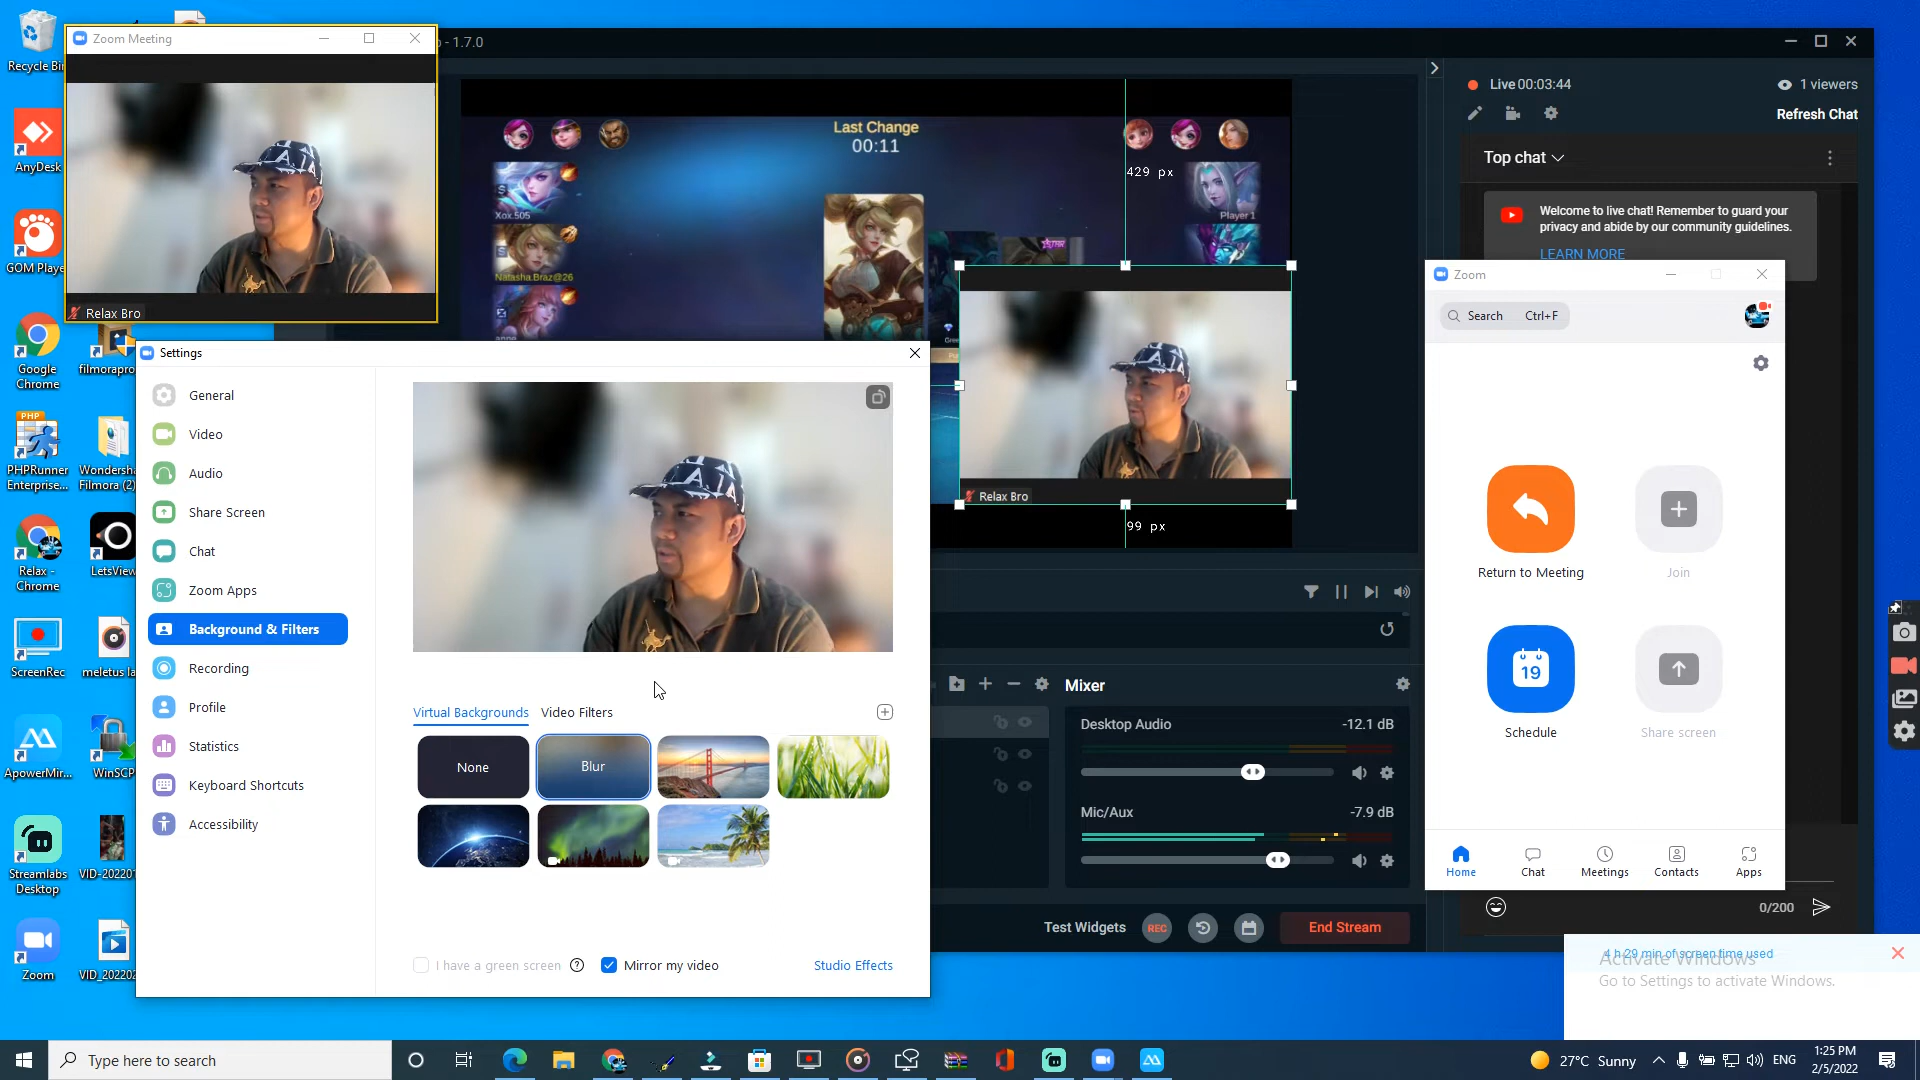 Recycle Bin
Zoom Meeting
- 1.7.0
AnyDesk
GOM Playe
Google
Chrome
filmorapro
PHP
PHPRunner
Enterprise...
Wondersha
Filmora (2)
Relax -
Chrome
LetsView
ScreenRec
meletus la
ApowerMir...
WinSCP
Streamlabs
Desktop
VID-20220
Zoom
VID_20220
Relax Bro
Settings
General
Video
Audio
Share Screen
Chat
Zoom Apps
Background & Filters
Recording
Profile
Statistics
Keyboard Shortcuts
Accessibility
Virtual Backgrounds
Video Filters
None
Blur
I have a green screen
Mirror my video
Studio Effects
Last Change
00:11
Xox.505
Natasha.Braz@26
Player 1
429 px
Relax Bro
99 px
Mixer
Desktop Audio
-12.1 dB
Mic/Aux
-7.9 dB
Test Widgets
REC
End Stream
Live 00:03:44
1 viewers
Refresh Chat
Top chat
Welcome to live chat! Remember to guard your
privacy and abide by our community guidelines.
LEARN MORE
Zoom
Search
Ctrl+F
Return to Meeting
Join
19
Schedule
Share screen
Home
Chat
Meetings
Contacts
Apps
0/200
4 h 29 min of screen time used
Activate Windows
Go to Settings to activate Windows.
Type here to search
27°C Sunny
ENG
1:25 PM
2/5/2022